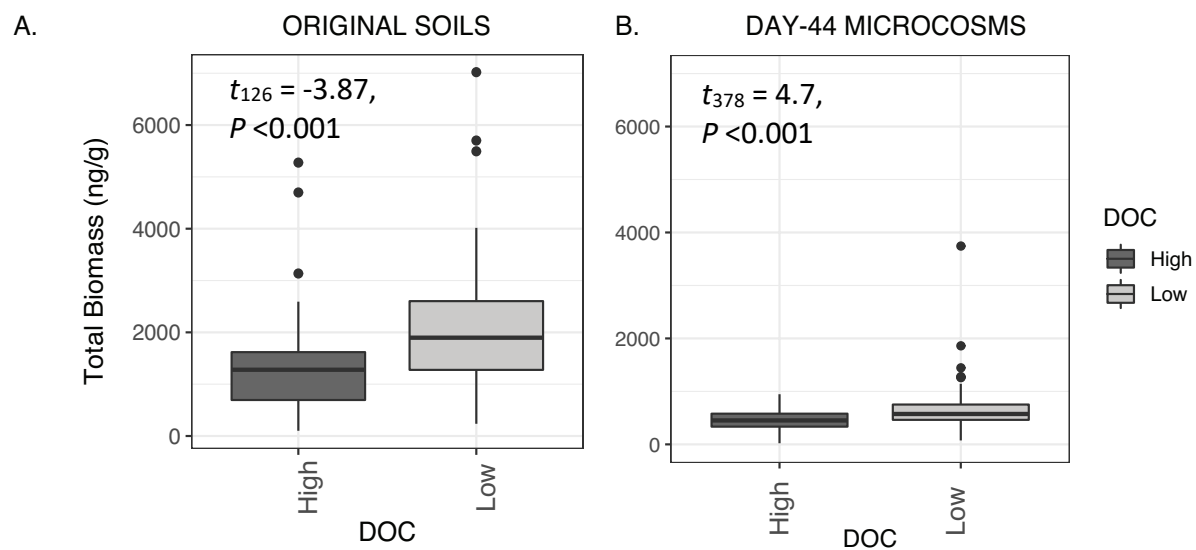 A.
ORIGINAL SOILS
t126 = -3.87,
P <0.001
Total Biomass (ng/g)
6000
4000
2000
0
High
Low
DOC
B.
DAY-44 MICROCOSMS
t378 = 4.7,
P <0.001
6000
4000
2000
0
High
Low
DOC
DOC
High
Low